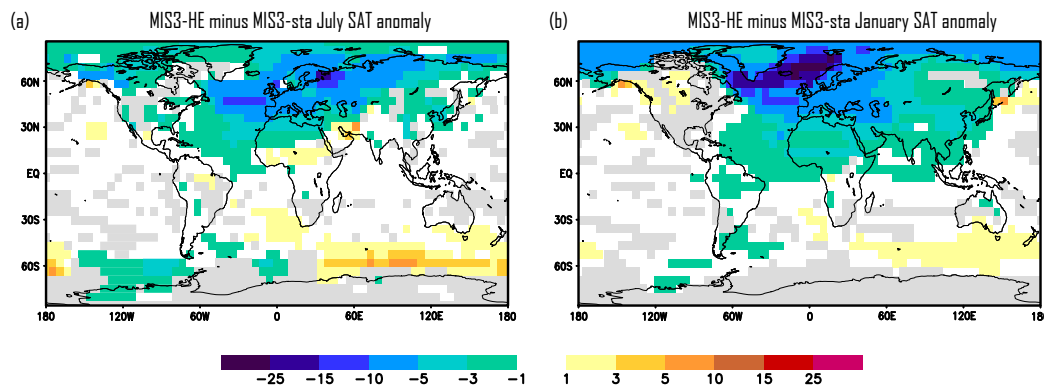 (a) MIS3-HE minus MIS3-sta July SAT anomaly
60N
30N
EQ
30S
60S
180 120W 60W 0 60E 120E 180
(b) MIS3-HE minus MIS3-sta January SAT anomaly
60N
30N
EQ
30S
60S
180 120W 60W 0 60E 120E 180
−25 −15 −10 −5 −3 −1
1 3 5 10 15 25